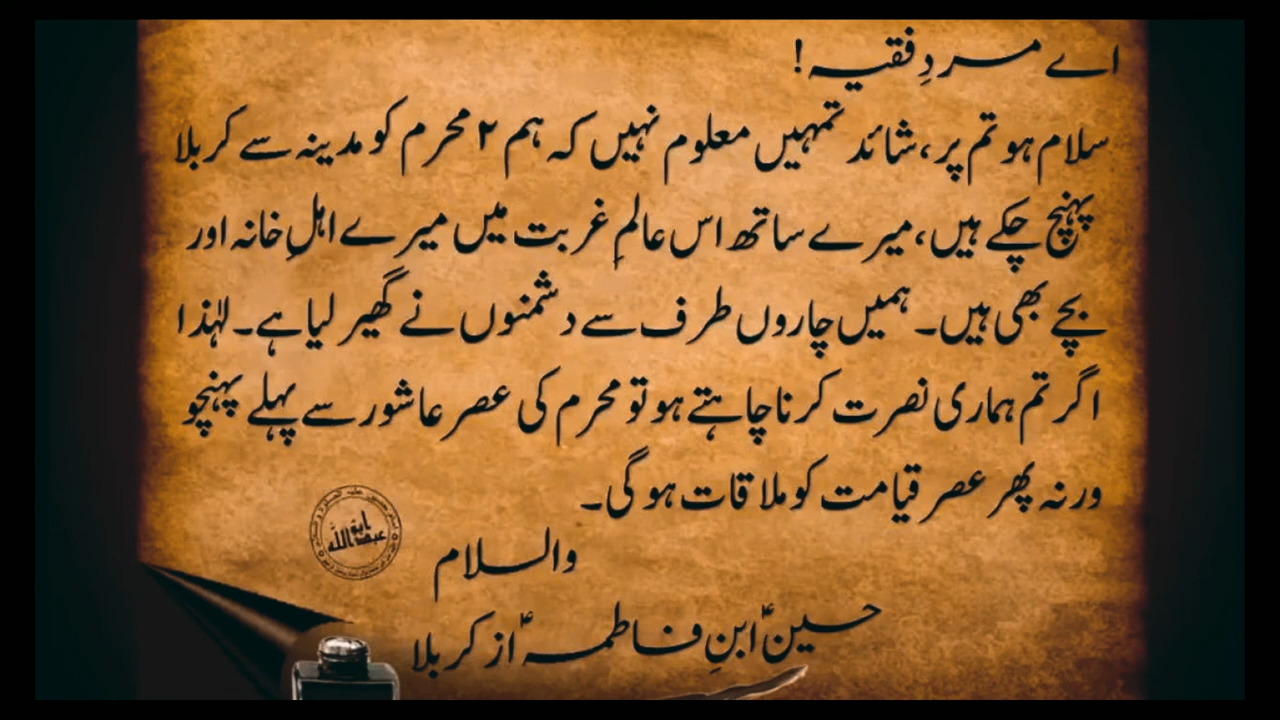 اے مردِ فقیہ!
سلام ہو تم پر، شائد تمہیں معلوم نہیں کہ ہم ۲ محرم کو مدینہ سے کربلا
پہنچ چکے ہیں، میرے ساتھ اس عالمِ غربت میں میرے اہلِ خانہ اور
بچے بھی ہیں۔ ہمیں چاروں طرف سے دشمنوں نے گھیر لیا ہے۔ لہٰذا
اگر تم ہماری نصرت کرنا چاہتے ہو تو محرم کی عصر عاشور سے پہلے پہنچو
ورنہ پھر عصر قیامت کو ملاقات ہو گی۔
ابو عبداللہ
والسلام
حسینؑ ابنِ فاطمہؑ از کربلا